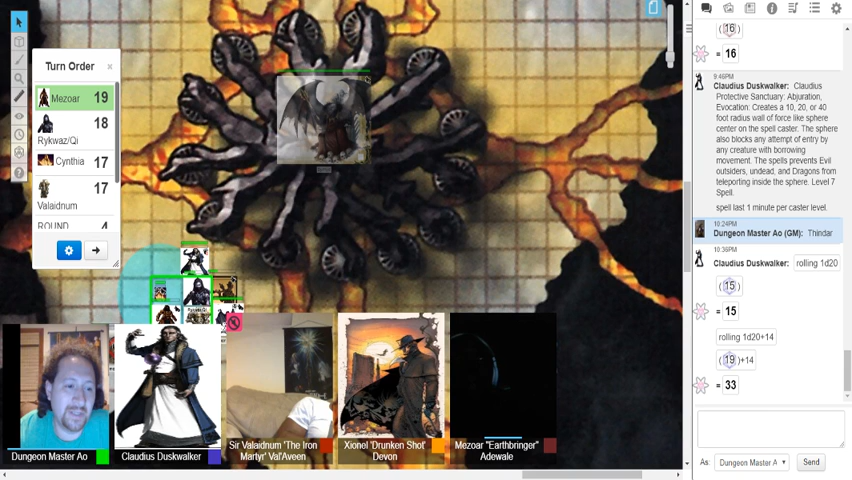 Turn Order
×
Mezoar 19
18
Rykwaz/Qi
Cynthia 17
17
Valaidnum
ROUND 4
Dungeon Master Ao
Claudius Duskwalker
Sir Valaidnum 'The Iron
Martyr' Val'Aveen
Xionel 'Drunken Shot'
Devon
Mezoar "Earthbringer"
Adewale
(16)
= 16
9:46PM
Claudius Duskwalker: Claudius
Protective Sanctuary: Abjuration,
Evocation: Creates a 10, 20, or 40
foot radius wall of force like sphere
center on the spell caster. The sphere
also blocks any attempt of entry by
any creature with borrowing
movement. The spells prevents Evil
outsiders, undead, and Dragons from
teleporting inside the sphere. Level 7
Spell.
spell last 1 minute per caster level.
10:24PM
Dungeon Master Ao (GM): Thindar
10:36PM
Claudius Duskwalker: rolling 1d20
(15)
= 15
rolling 1d20+14
(19)+14
= 33
As: Dungeon Master A
Send